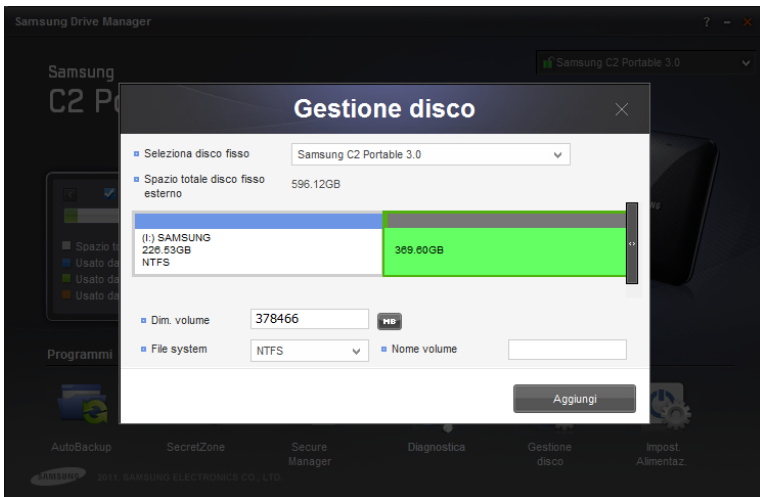 Samsung Drive Manager
Samsung C2 Portable 3.0
Samsung
C2 P
Gestione disco
Seleziona disco fisso
Samsung C2 Portable 3.0
Spazio totale disco fisso
esterno
596.12GB
(I:) SAMSUNG
226.53GB
NTFS
369.60GB
Dim. volume
378466
MB
File system
NTFS
Nome volume
Aggiungi
Spazio to
Usato da
Usato da
Usato da
Programmi
AutoBackup
SecretZone
Secure
Manager
Diagnostica
Gestione
disco
Impost.
Alimentaz.
SAMSUNG
2011. SAMSUNG ELECTRONICS CO., LTD.